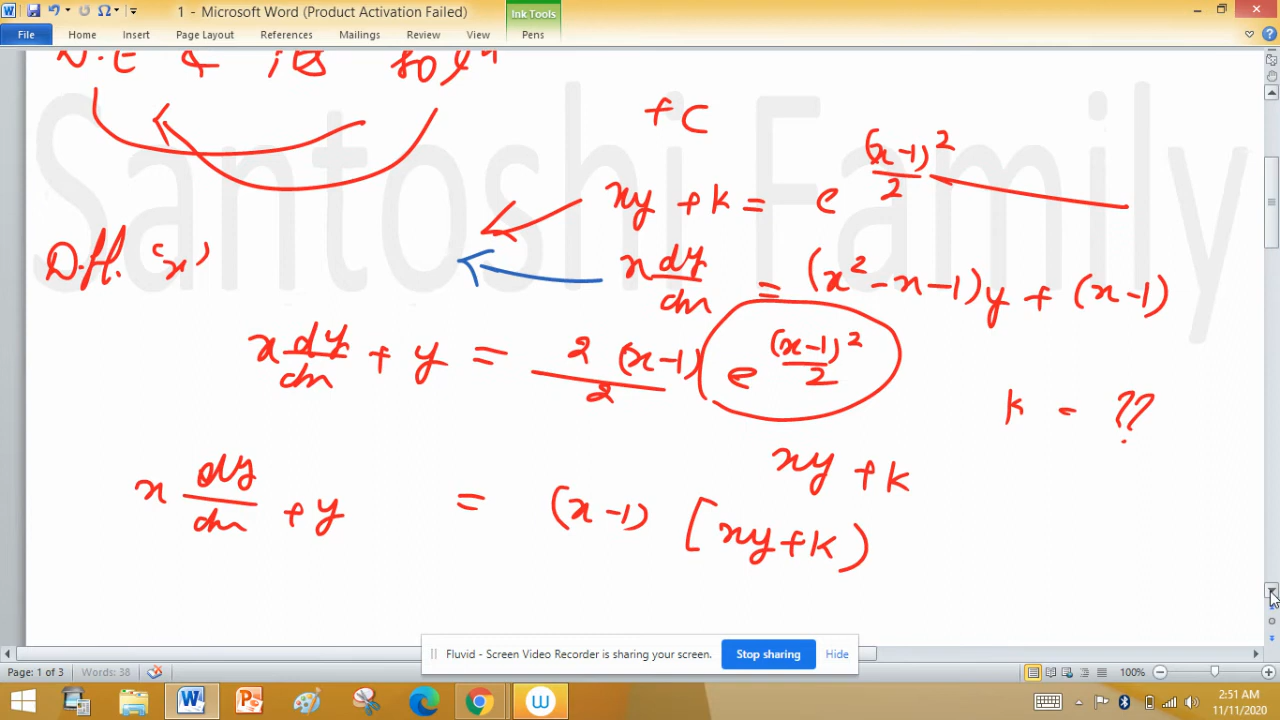 1 - Microsoft Word (Product Activation Failed)
Ink Tools
File Home Insert Page Layout References Mailings Review View Pens
D.E & its sol^n
Santoshi Family
+ C
xy + k = e^((x-1)^2/2)
Diff. 'x'
x dy/dx = (x^2 - x - 1)y + (x-1)
x dy/dx + y = 2/2 (x-1) e^((x-1)^2/2)
k = ??
xy + k
x dy/dx + y = (x-1) [xy+k)
Fluvid - Screen Video Recorder is sharing your screen. Stop sharing Hide
Page: 1 of 3 Words: 38 100%
2:51 AM
11/11/2020